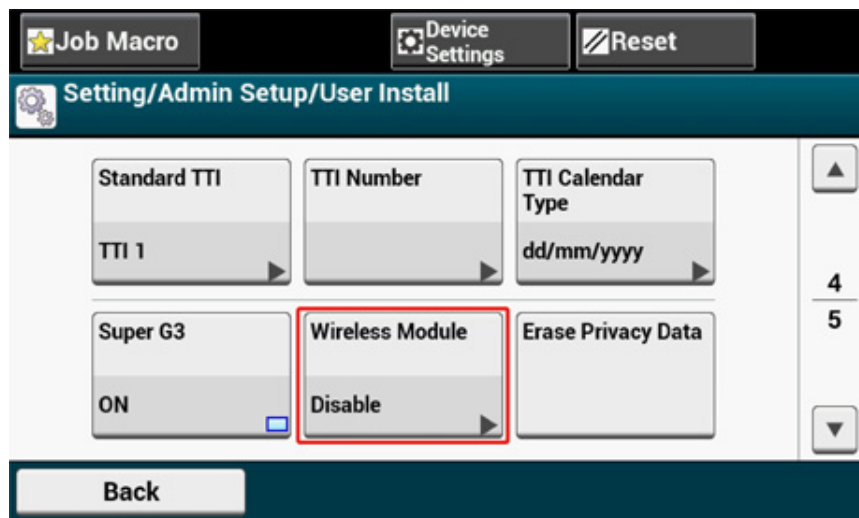 Job Macro
Device
Settings
Reset
Setting/Admin Setup/User Install
Standard TTI
TTI 1
TTI Number
TTI Calendar
Type
dd/mm/yyyy
4
5
Super G3
ON
Wireless Module
Disable
Erase Privacy Data
Back